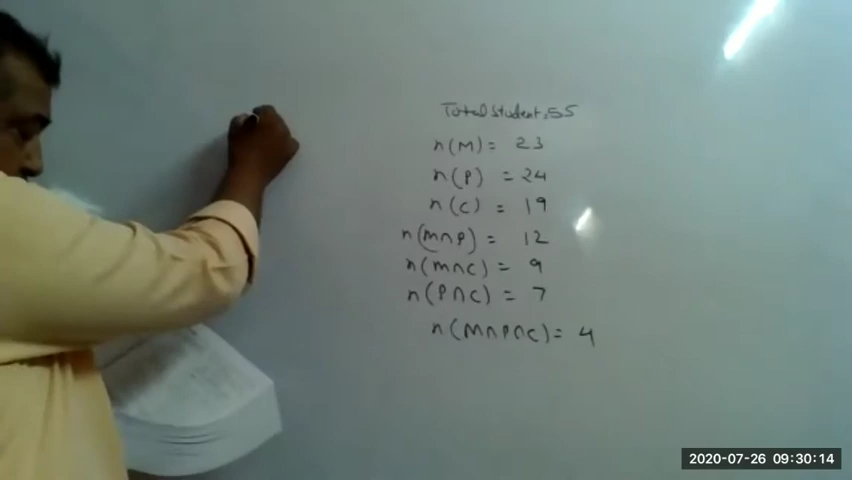 Total Student = 55
n(M) = 23
n(P) = 24
n(C) = 19
n(M∩P) = 12
n(M∩C) = 9
n(P∩C) = 7
n(M∩P∩C) = 4
2020-07-26 09:30:14